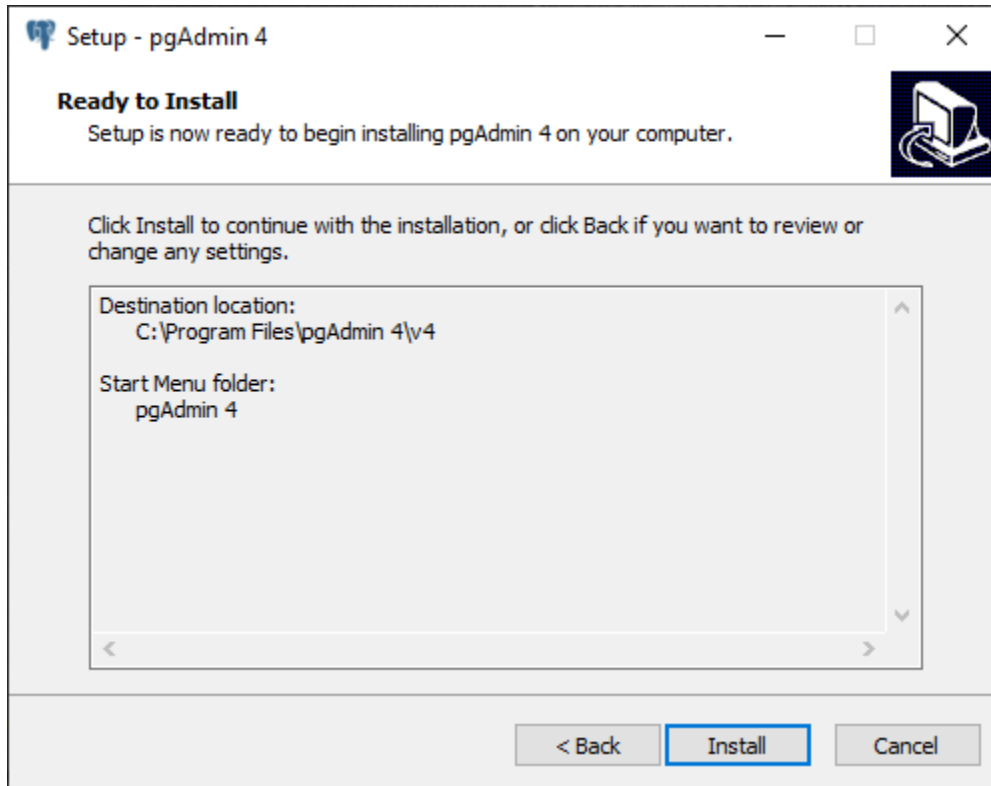 Setup - pgAdmin 4
Ready to Install
Setup is now ready to begin installing pgAdmin 4 on your computer.
Click Install to continue with the installation, or click Back if you want to review or
change any settings.
Destination location:
C:\Program Files\pgAdmin 4\v4
Start Menu folder:
pgAdmin 4
< Back
Install
Cancel